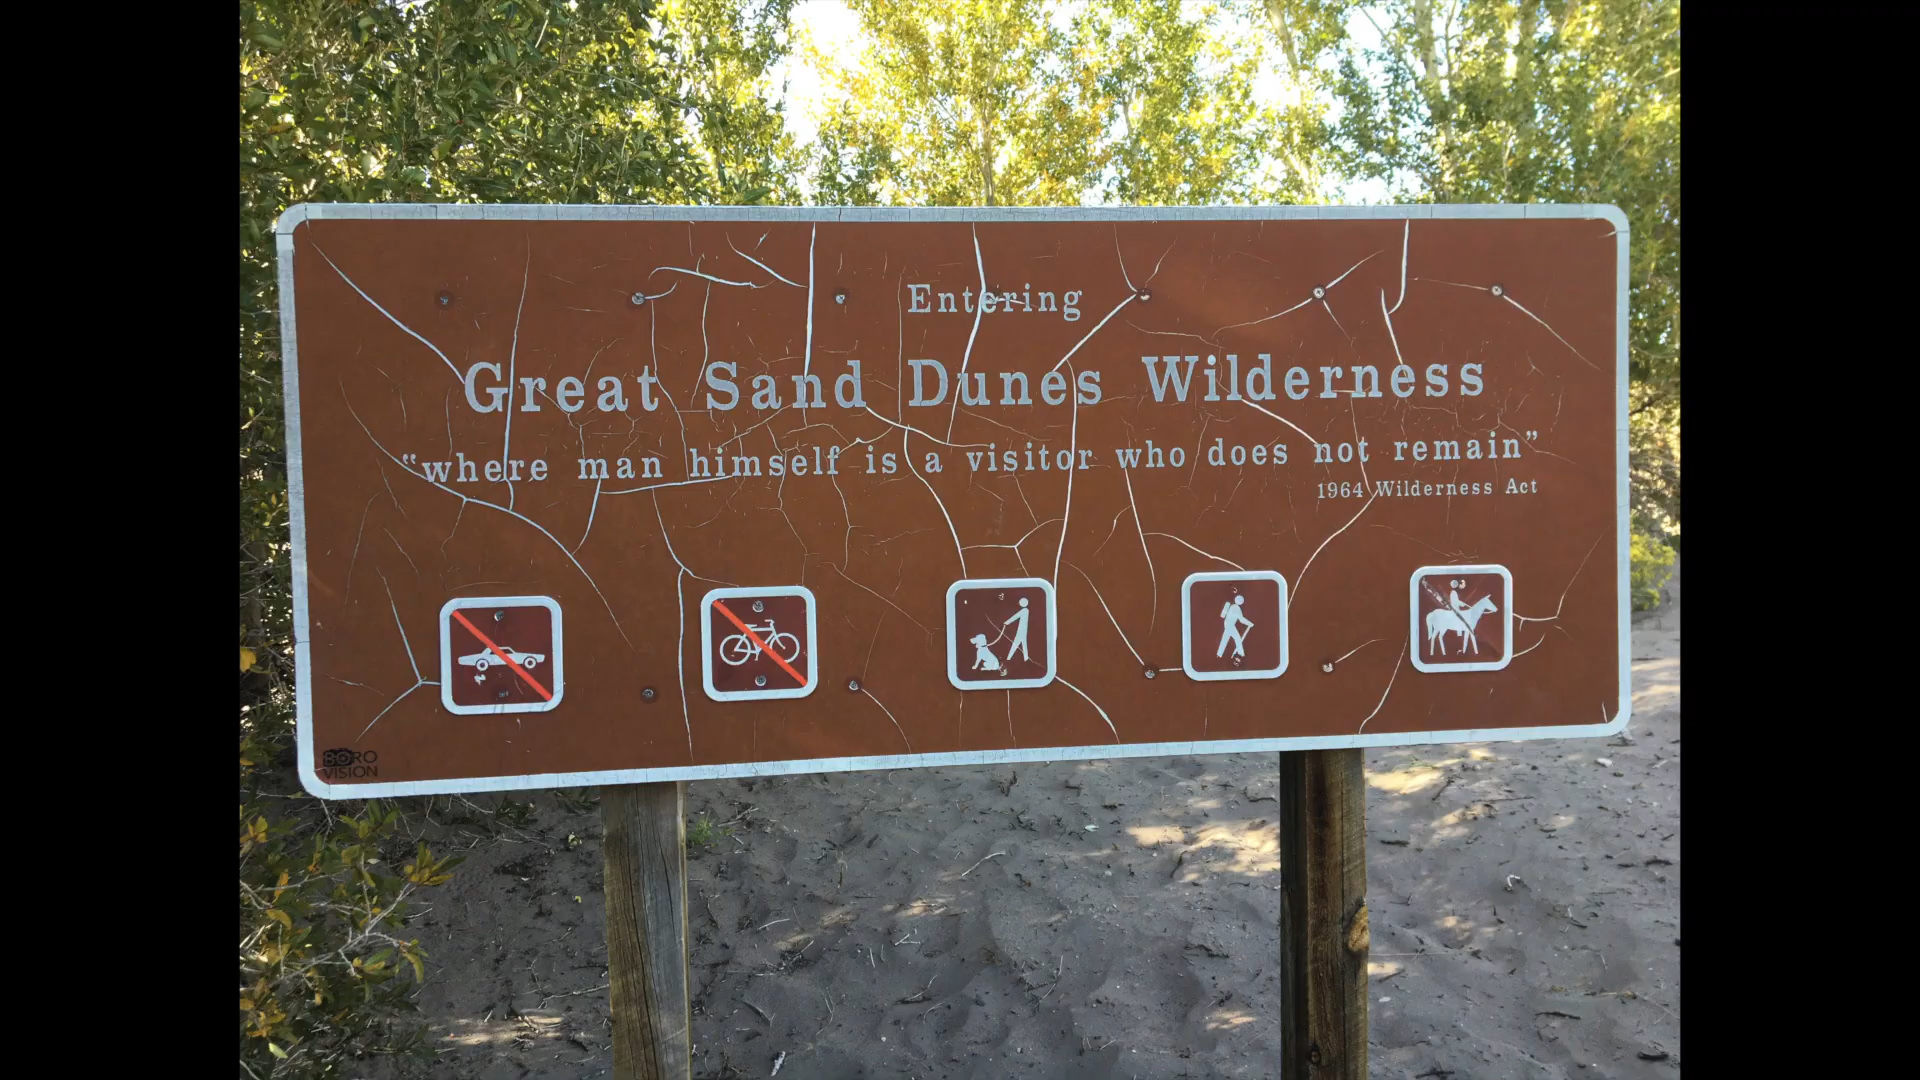 Entering
Great Sand Dunes Wilderness
“where man himself is a visitor who does not remain”
1964 Wilderness Act
BORO
VISION